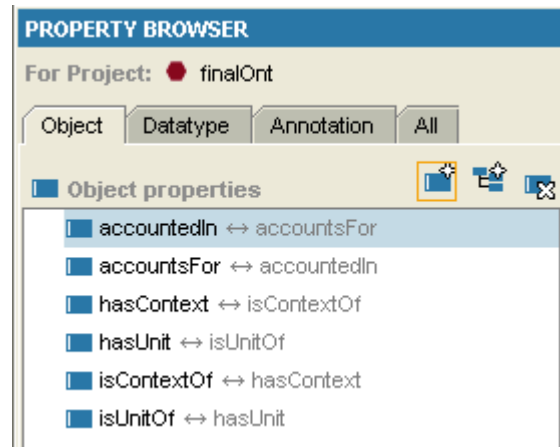 PROPERTY BROWSER
For Project: finalOnt
Object Datatype Annotation All
Object properties
accountedIn ↔ accountsFor
accountsFor ↔ accountedIn
hasContext ↔ isContextOf
hasUnit ↔ isUnitOf
isContextOf ↔ hasContext
isUnitOf ↔ hasUnit